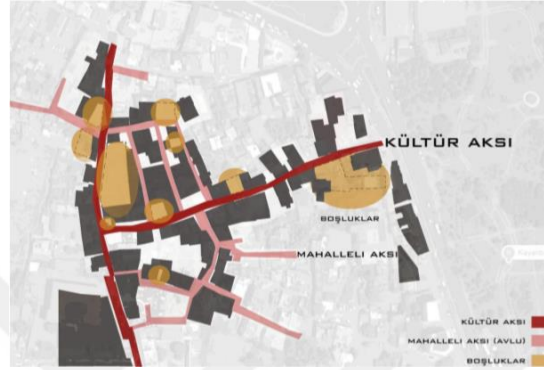 KÜLTÜR AKSI
BOŞLUKLAR
MAHALLELİ AKSI
KÜLTÜR AKSI
MAHALLELİ AKSI (AVLU)
BOŞLUKLAR